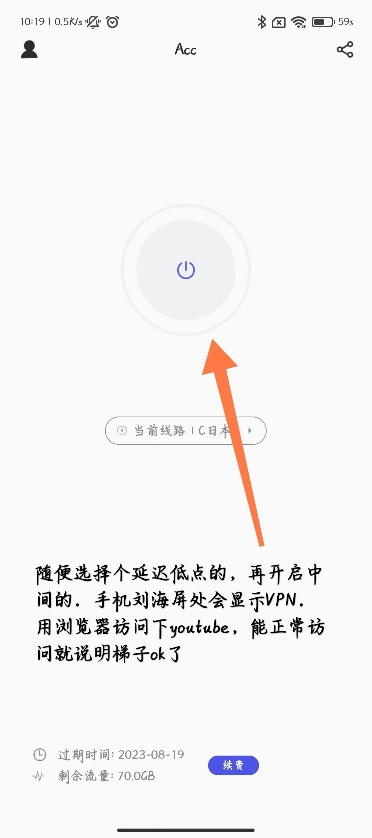 10:19 | 0.5K/s
59%
Acc
当前线路 | C日本
随便选择个延迟低点的，再开启中
间的．手机刘海屏处会显示VPN．
用浏览器访问下youtube，能正常访
问就说明梯子ok了
过期时间: 2023-08-19
续费
剩余流量: 70.0GB